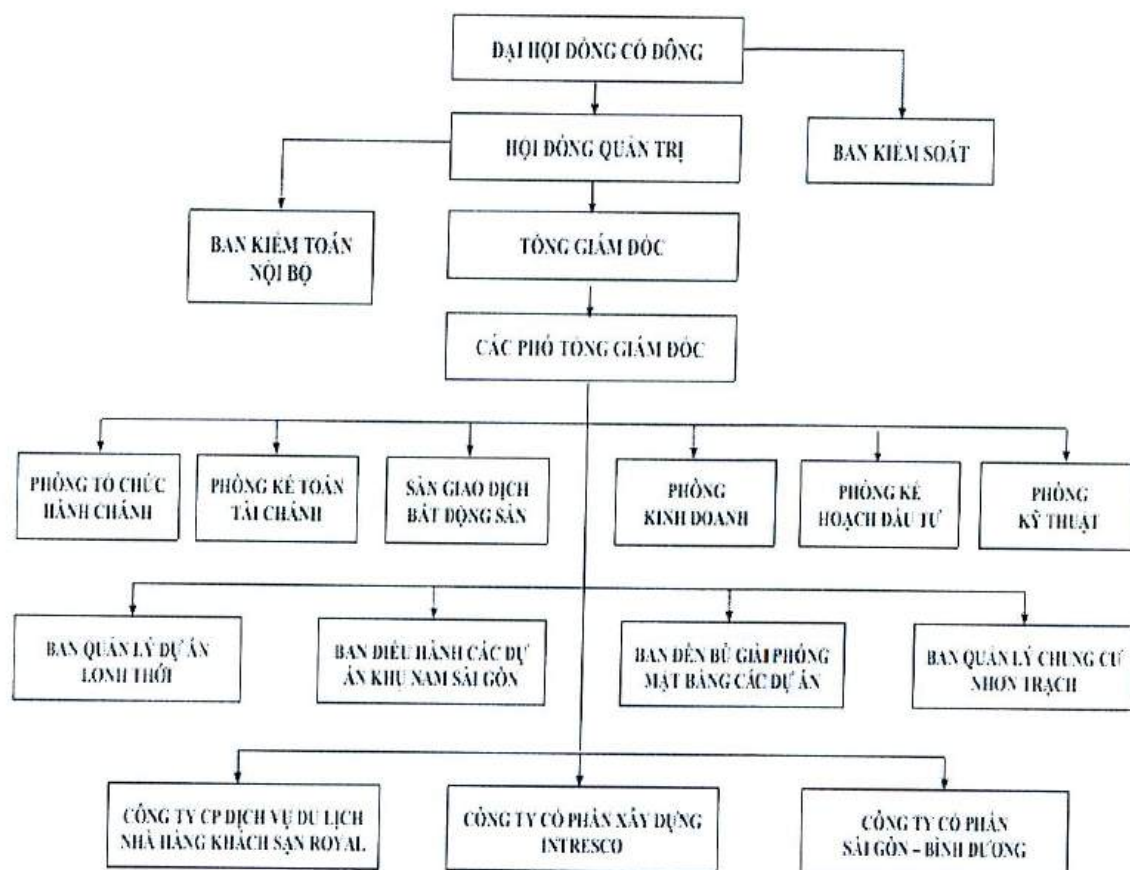 ĐẠI HỘI ĐỒNG CỔ ĐÔNG
HỘI ĐỒNG QUẢN TRỊ
BAN KIỂM SOÁT
BAN KIỂM TOÁN
NỘI BỘ
TỔNG GIÁM ĐỐC
CÁC PHÓ TỔNG GIÁM ĐỐC
PHÒNG TỔ CHỨC
HÀNH CHÁNH
PHÒNG KẾ TOÁN
TÀI CHÁNH
SÀN GIAO DỊCH
BẤT ĐỘNG SẢN
PHÒNG
KINH DOANH
PHÒNG KẾ
HOẠCH ĐẦU TƯ
PHÒNG
KỸ THUẬT
BAN QUẢN LÝ DỰ ÁN
LONH THỚI
BAN ĐIỀU HÀNH CÁC DỰ
ÁN KHU NAM SÀI GÒN
BAN ĐỀN BÙ GIẢI PHÓNG
MẶT BẰNG CÁC DỰ ÁN
BAN QUẢN LÝ CHUNG CƯ
NHƠN TRẠCH
CÔNG TY CP DỊCH VỤ DU LỊCH
NHÀ HÀNG KHÁCH SẠN ROYAL
CÔNG TY CỔ PHẦN XÂY DỰNG
INTRESCO
CÔNG TY CỔ PHẦN
SÀI GÒN – BÌNH DƯƠNG